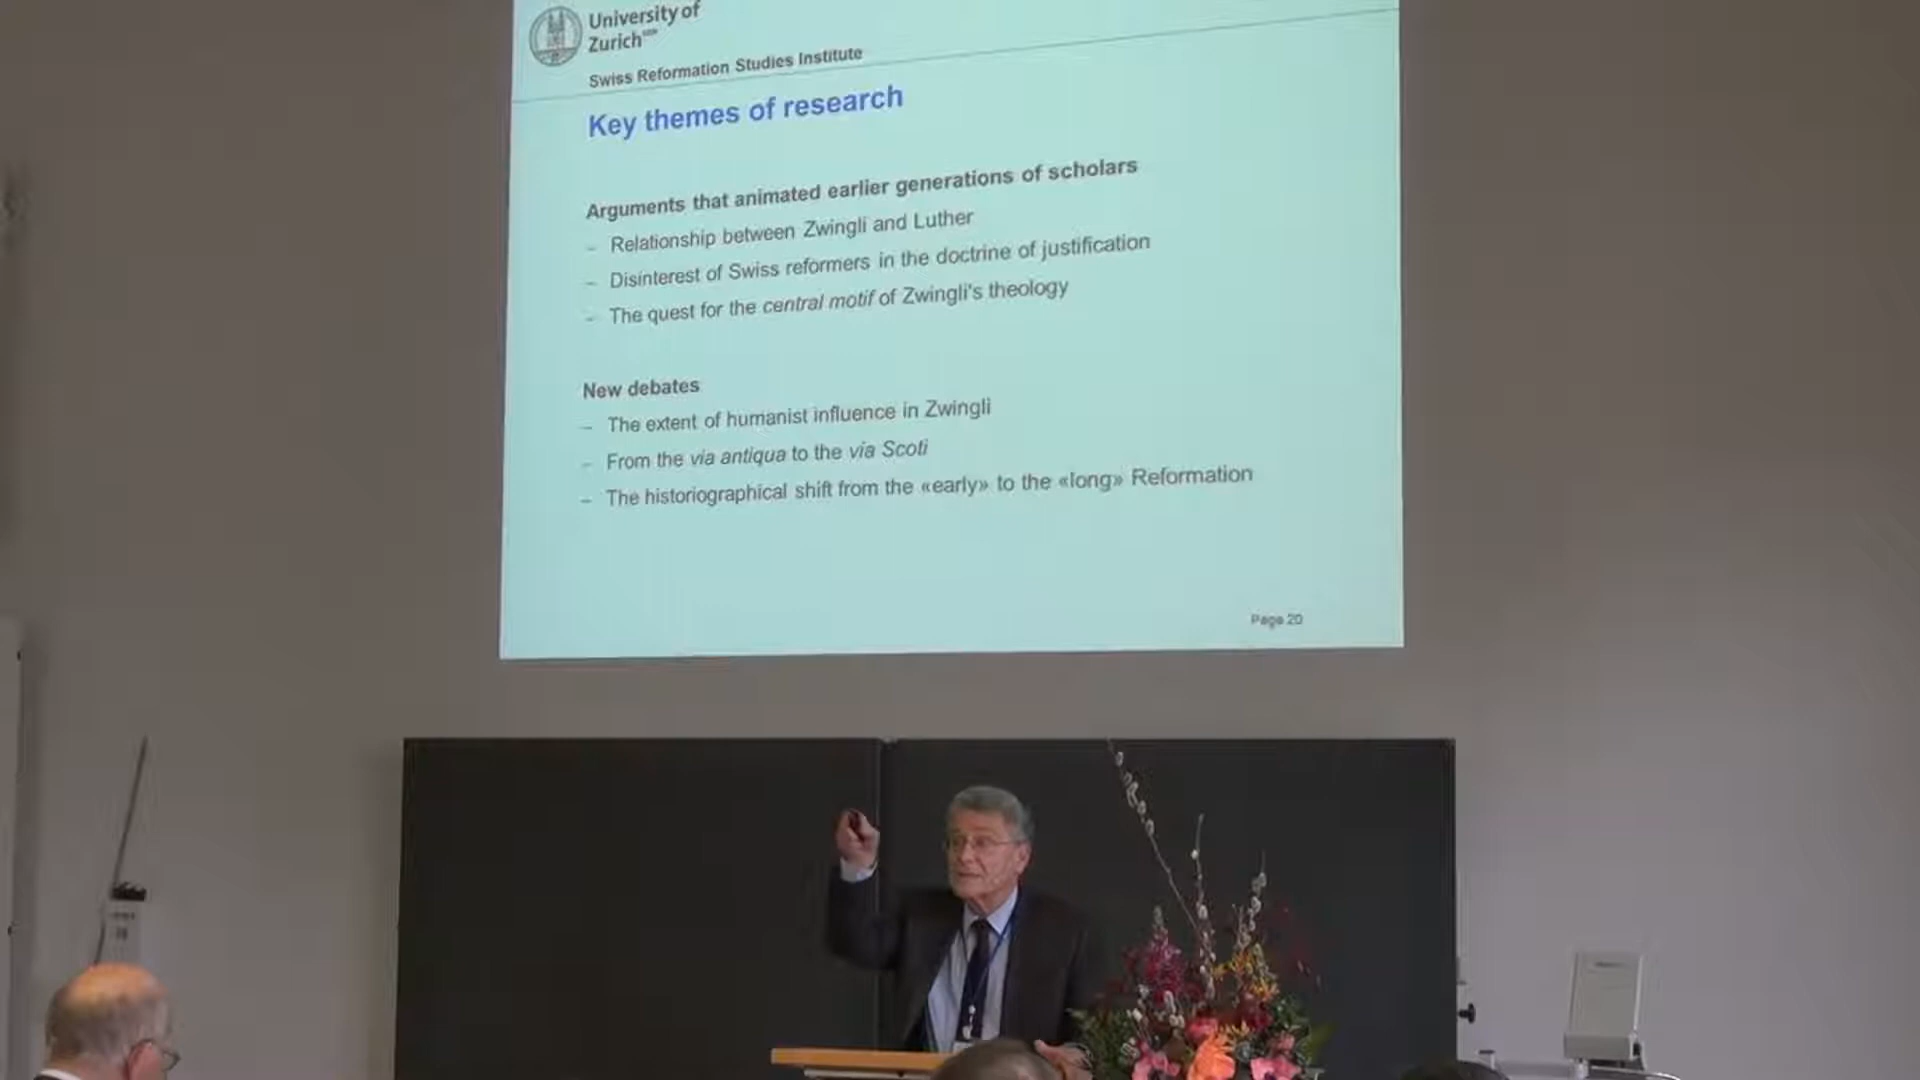 University of
Zurich
Swiss Reformation Studies Institute
Key themes of research
Arguments that animated earlier generations of scholars
– Relationship between Zwingli and Luther
– Disinterest of Swiss reformers in the doctrine of justification
– The quest for the central motif of Zwingli's theology
New debates
– The extent of humanist influence in Zwingli
– From the via antiqua to the via Scoti
– The historiographical shift from the «early» to the «long» Reformation
Page 20